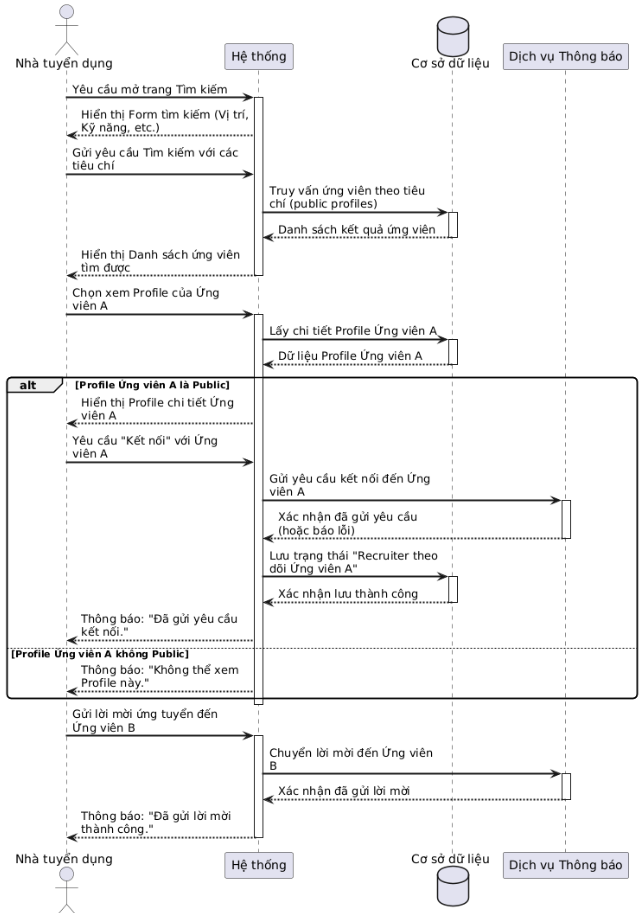 Nhà tuyển dụng
Hệ thống
Cơ sở dữ liệu
Dịch vụ Thông báo
Yêu cầu mở trang Tìm kiếm
Hiển thị Form tìm kiếm (Vị trí,
Kỹ năng, etc.)
Gửi yêu cầu Tìm kiếm với các
tiêu chí
Truy vấn ứng viên theo tiêu
chí (public profiles)
Danh sách kết quả ứng viên
Hiển thị Danh sách ứng viên
tìm được
Chọn xem Profile của Ứng
viên A
Lấy chi tiết Profile Ứng viên A
Dữ liệu Profile Ứng viên A
alt
[Profile Ứng viên A là Public]
Hiển thị Profile chi tiết Ứng
viên A
Yêu cầu "Kết nối" với Ứng
viên A
Gửi yêu cầu kết nối đến Ứng
viên A
Xác nhận đã gửi yêu cầu
(hoặc báo lỗi)
Lưu trạng thái "Recruiter theo
dõi Ứng viên A"
Xác nhận lưu thành công
Thông báo: "Đã gửi yêu cầu
kết nối."
[Profile Ứng viên A không Public]
Thông báo: "Không thể xem
Profile này."
Gửi lời mời ứng tuyển đến
Ứng viên B
Chuyển lời mời đến Ứng viên
B
Xác nhận đã gửi lời mời
Thông báo: "Đã gửi lời mời
thành công."
Nhà tuyển dụng
Hệ thống
Cơ sở dữ liệu
Dịch vụ Thông báo